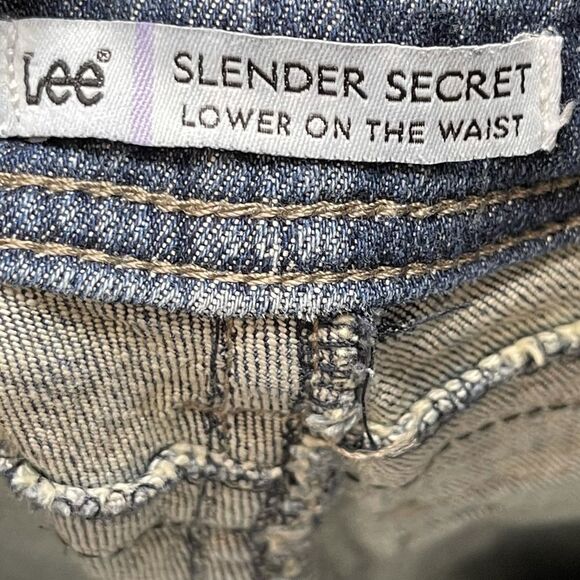 Lee®
SLENDER SECRET
LOWER ON THE WAIST